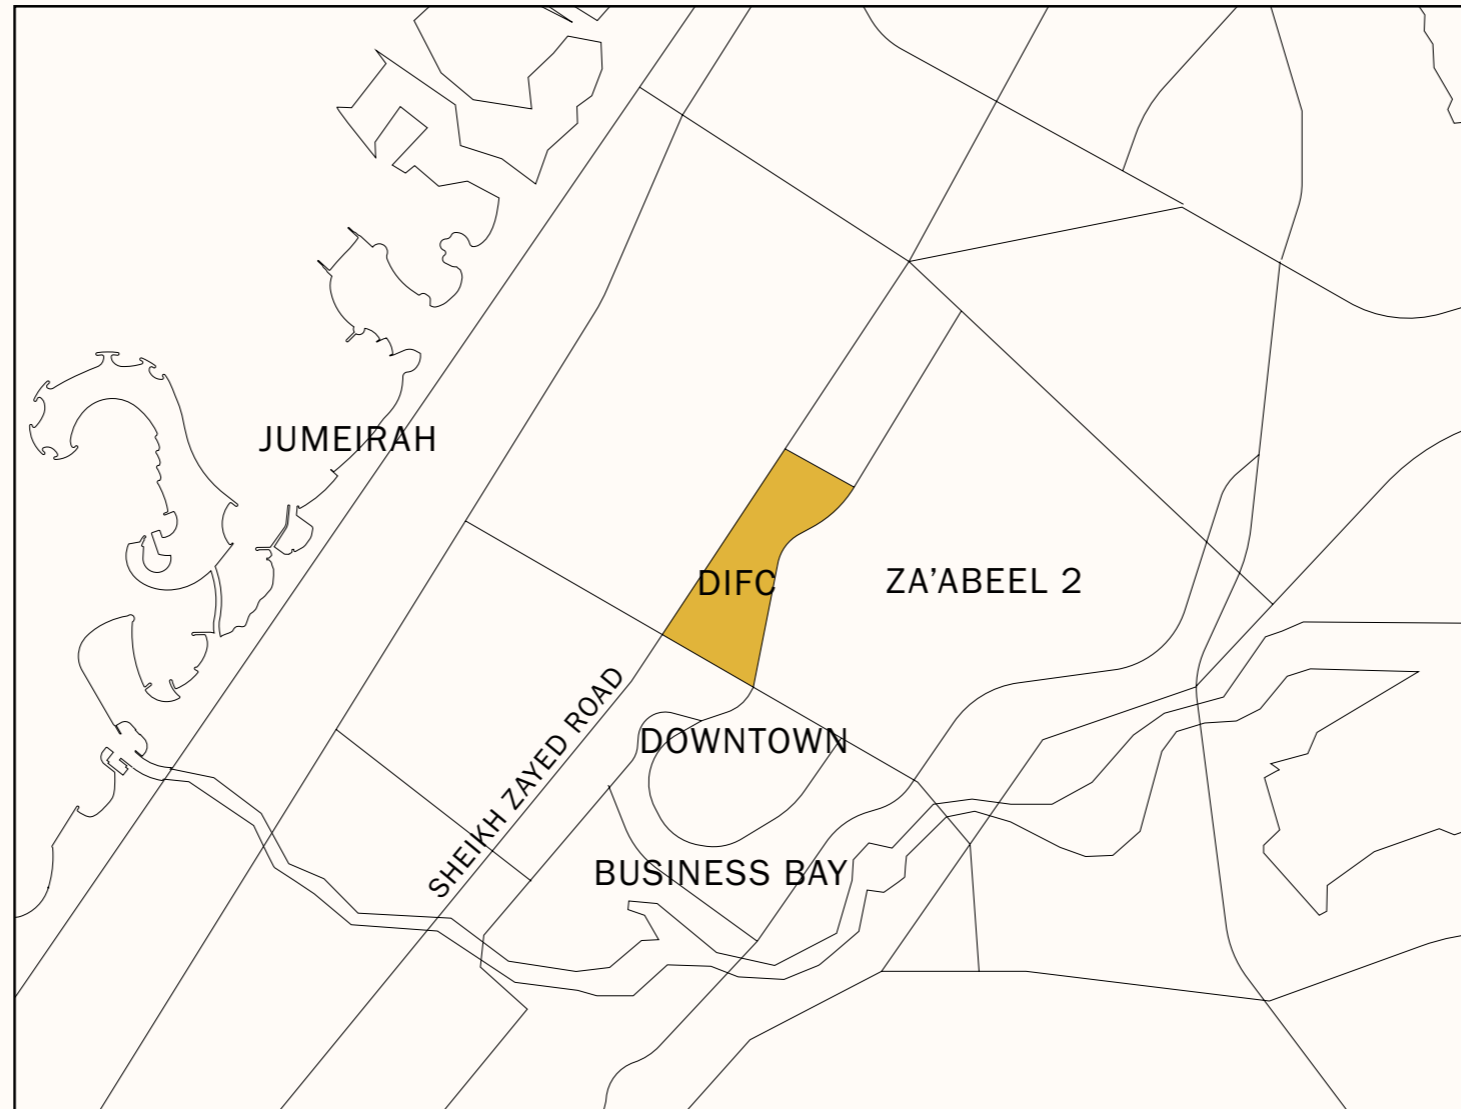 JUMEIRAH
DIFC
ZA’ABEEL 2
SHEIKH ZAYED ROAD
DOWNTOWN
BUSINESS BAY